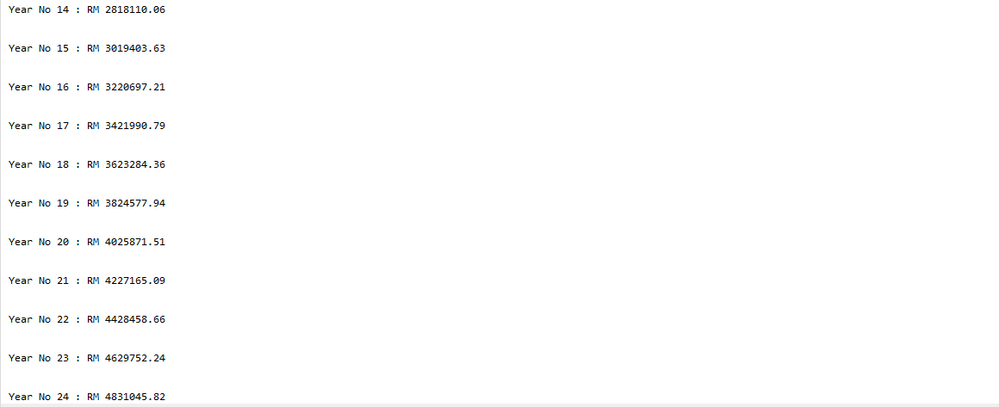 Year No 14 : RM 2818110.06
Year No 15 : RM 3019403.63
Year No 16 : RM 3220697.21
Year No 17 : RM 3421990.79
Year No 18 : RM 3623284.36
Year No 19 : RM 3824577.94
Year No 20 : RM 4025871.51
Year No 21 : RM 4227165.09
Year No 22 : RM 4428458.66
Year No 23 : RM 4629752.24
Year No 24 : RM 4831045.82